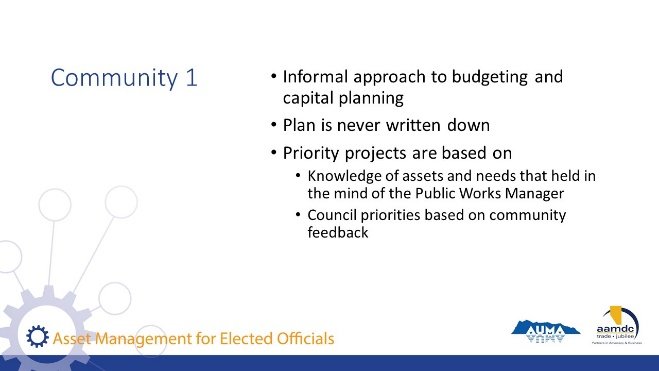 Community 1
• Informal approach to budgeting and
capital planning
• Plan is never written down
• Priority projects are based on
• Knowledge of assets and needs that held in
the mind of the Public Works Manager
• Council priorities based on community
feedback
Asset Management for Elected Officials
AUMA
aamdc
trade • jubilee